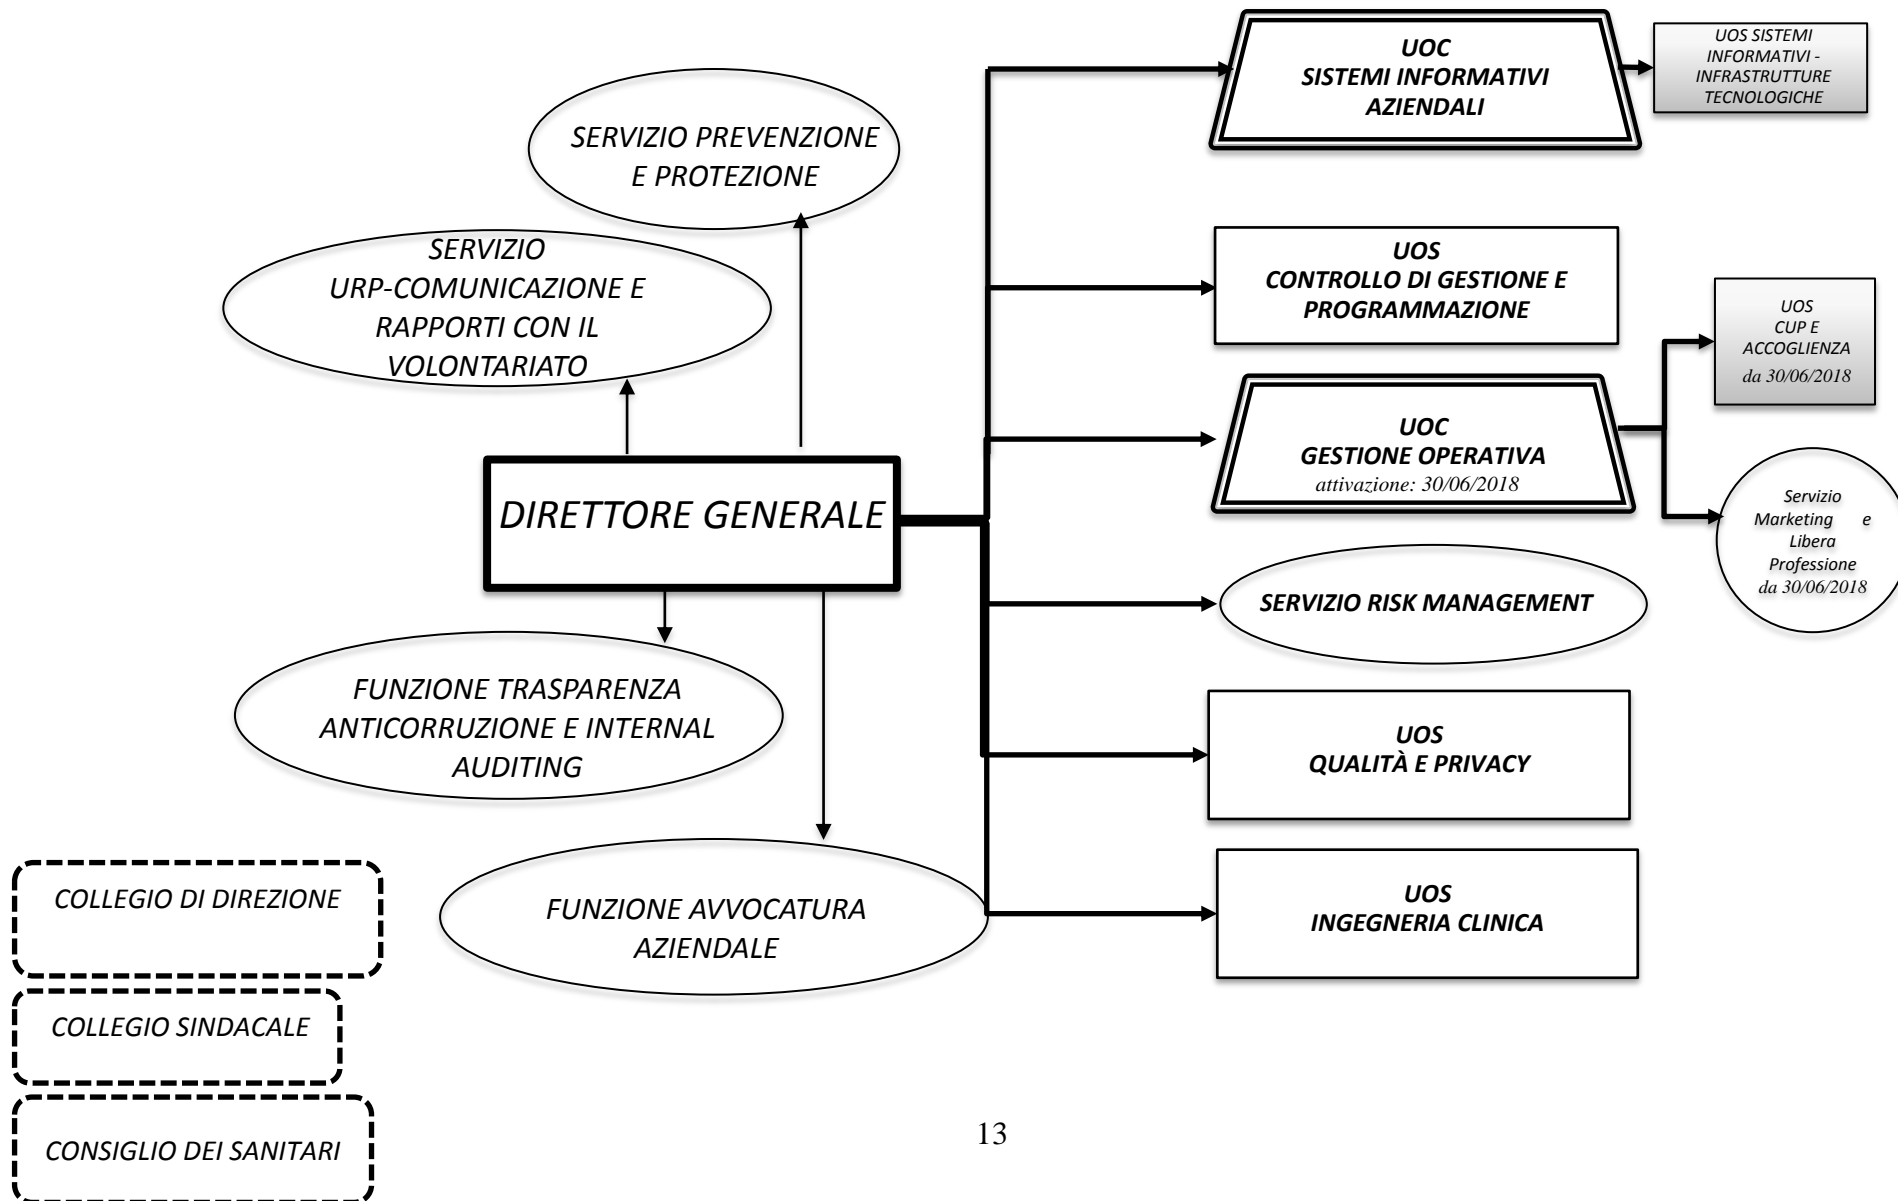 UOC
SISTEMI INFORMATIVI
AZIENDALI
UOS SISTEMI
INFORMATIVI -
INFRASTRUTTURE
TECNOLOGICHE
SERVIZIO PREVENZIONE
E PROTEZIONE
SERVIZIO
URP-COMUNICAZIONE E
RAPPORTI CON IL
VOLONTARIATO
UOS
CONTROLLO DI GESTIONE E
PROGRAMMAZIONE
UOS
CUP E
ACCOGLIENZA
da 30/06/2018
UOC
GESTIONE OPERATIVA
attivazione: 30/06/2018
DIRETTORE GENERALE
Servizio
Marketing e
Libera
Professione
da 30/06/2018
SERVIZIO RISK MANAGEMENT
FUNZIONE TRASPARENZA
ANTICORRUZIONE E INTERNAL
AUDITING
UOS
QUALITÀ E PRIVACY
FUNZIONE AVVOCATURA
AZIENDALE
UOS
INGEGNERIA CLINICA
COLLEGIO DI DIREZIONE
COLLEGIO SINDACALE
CONSIGLIO DEI SANITARI
13